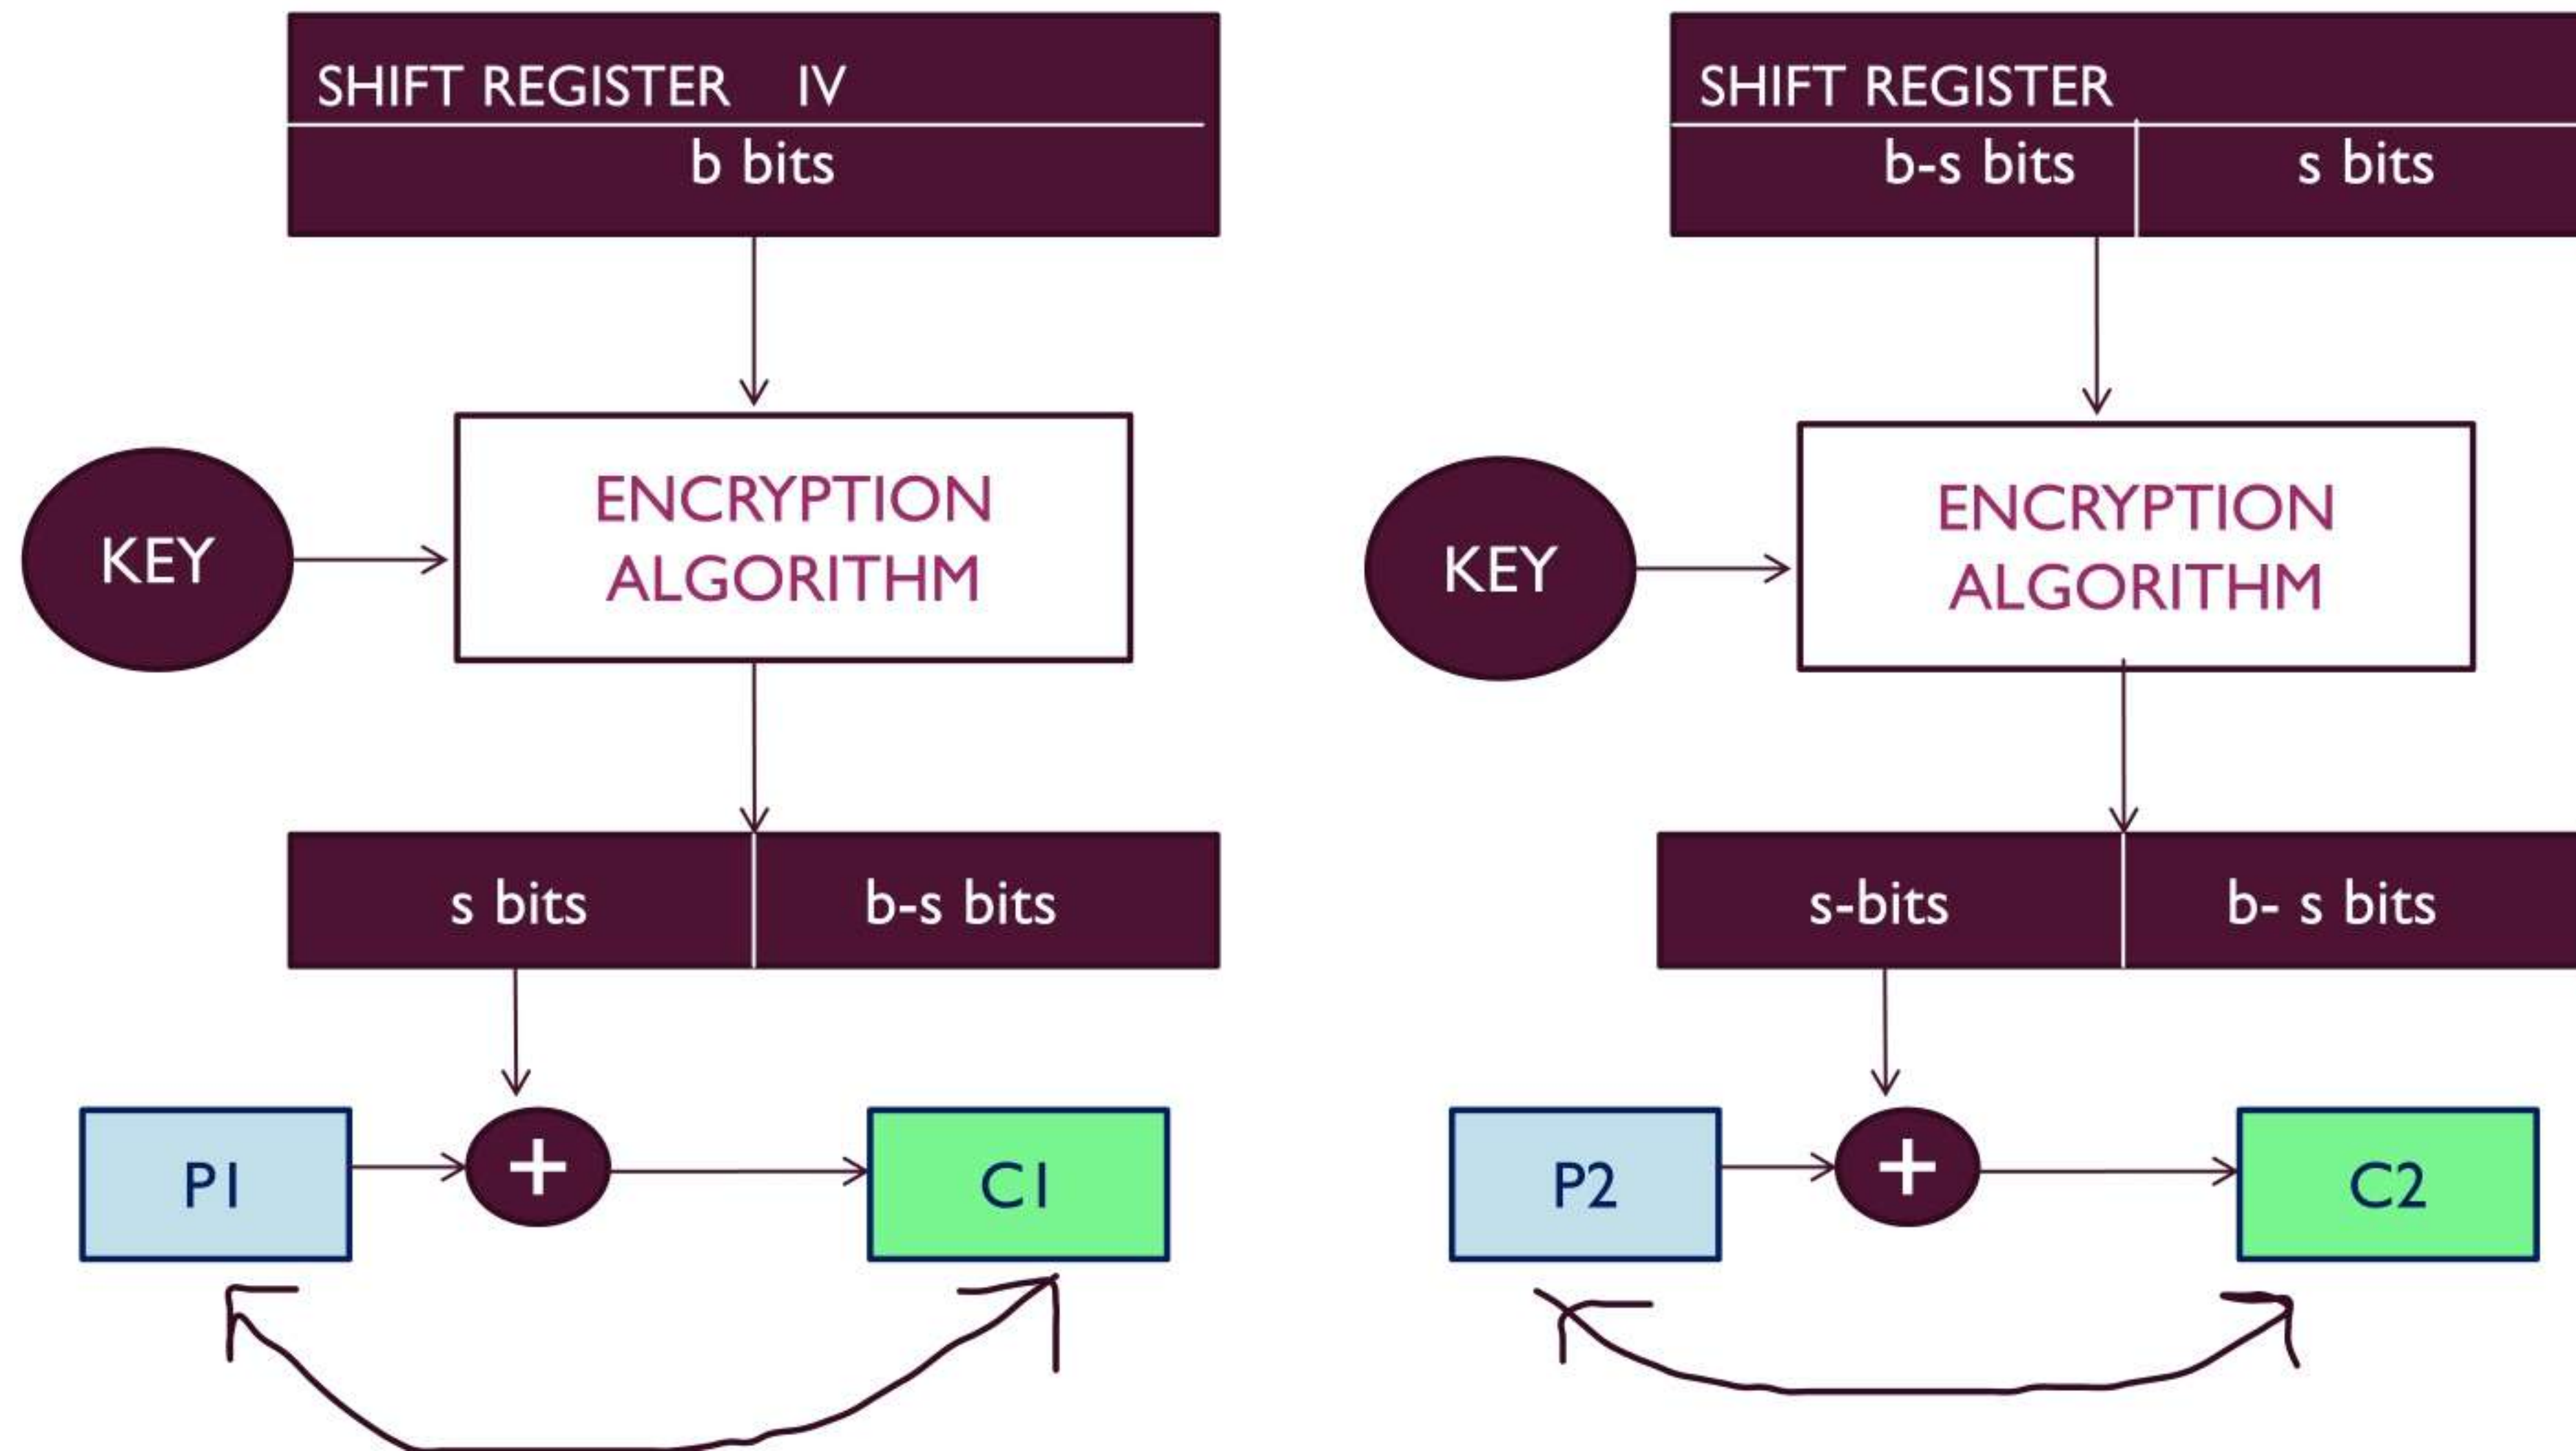 SHIFT REGISTER IV
b bits
KEY
ENCRYPTION
ALGORITHM
s bits
b-s bits
P1
+
C1
SHIFT REGISTER
b-s bits
s bits
KEY
ENCRYPTION
ALGORITHM
s-bits
b- s bits
P2
+
C2